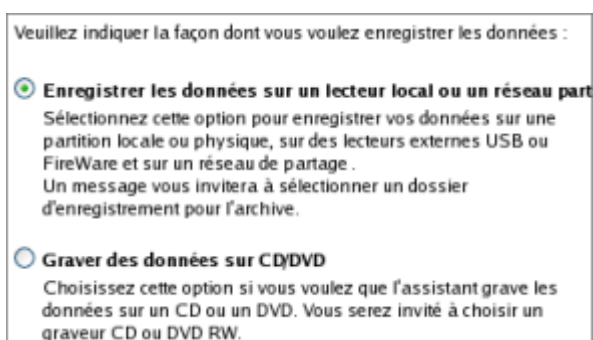 Veuillez indiquer la façon dont vous voulez enregistrer les données :
Enregistrer les données sur un lecteur local ou un réseau part
Sélectionnez cette option pour enregistrer vos données sur une
partition locale ou physique, sur des lecteurs externes USB ou
FireWare et sur un réseau de partage .
Un message vous invitera à sélectionner un dossier
d'enregistrement pour l'archive.
Graver des données sur CD/DVD
Choisissez cette option si vous voulez que l'assistant grave les
données sur un CD ou un DVD. Vous serez invité à choisir un
graveur CD ou DVD RW.